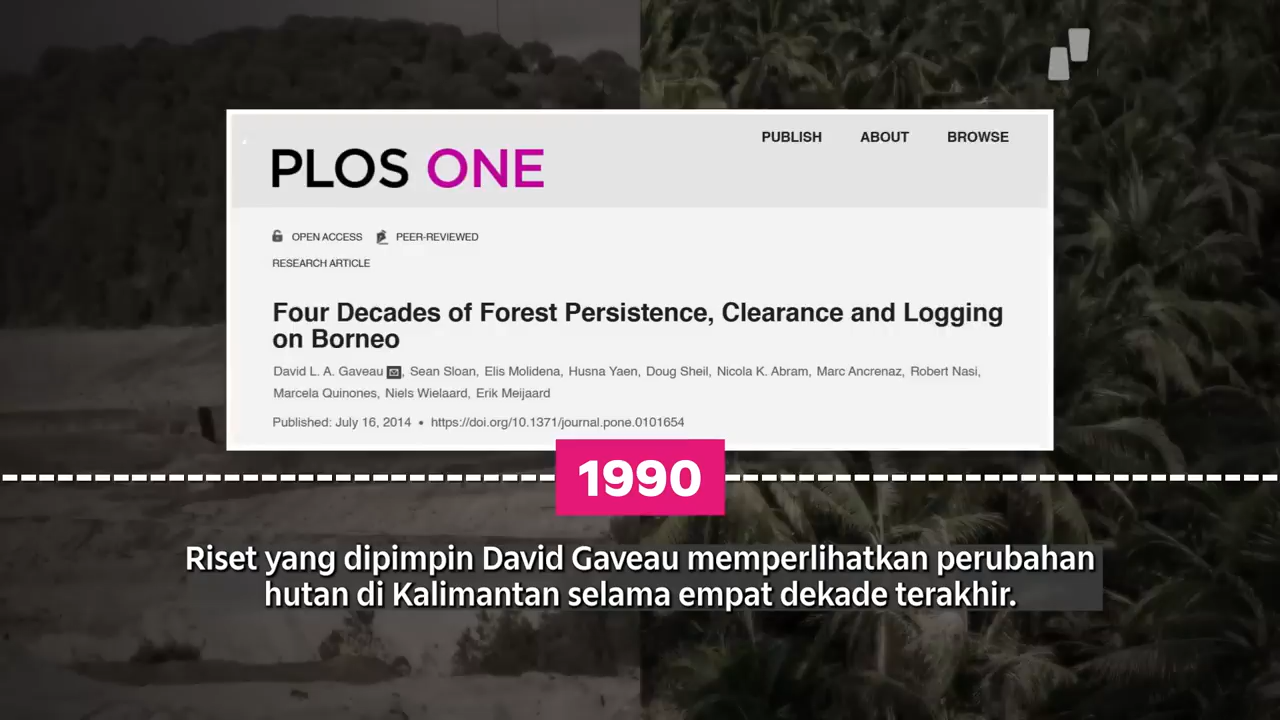 PUBLISH ABOUT BROWSE
PLOS ONE
OPEN ACCESS PEER-REVIEWED
RESEARCH ARTICLE
Four Decades of Forest Persistence, Clearance and Logging
on Borneo
David L. A. Gaveau , Sean Sloan, Elis Molidena, Husna Yaen, Doug Sheil, Nicola K. Abram, Marc Ancrenaz, Robert Nasi,
Marcela Quinones, Niels Wielaard, Erik Meijaard
Published: July 16, 2014 • https://doi.org/10.1371/journal.pone.0101654
1990
Riset yang dipimpin David Gaveau memperlihatkan perubahan
hutan di Kalimantan selama empat dekade terakhir.